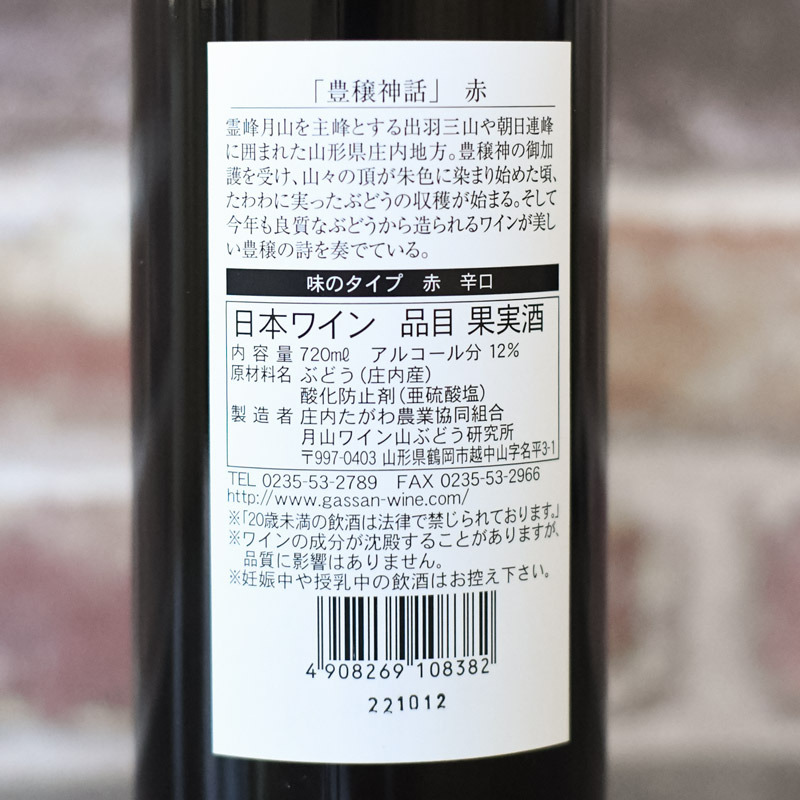 「豊穣神話」 赤
霊峰月山を主峰とする出羽三山や朝日連峰
に囲まれた山形県庄内地方。豊穣神の御加
護を受け、山々の頂が朱色に染まり始めた頃、
たわわに実ったぶどうの収穫が始まる。そして
今年も良質なぶどうから造られるワインが美し
い豊穣の詩を奏でている。
味のタイプ 赤 辛口
日本ワイン 品目 果実酒
内容量 720mℓ アルコール分 12%
原材料名 ぶどう(庄内産)
酸化防止剤(亜硫酸塩)
製造者 庄内たがわ農業協同組合
月山ワイン山ぶどう研究所
〒997-0403 山形県鶴岡市越中山字名平3-1
TEL 0235-53-2789 FAX 0235-53-2966
http://www.gassan-wine.com/
※「20歳未満の飲酒は法律で禁じられております。」
※ワインの成分が沈殿することがありますが、
品質に影響はありません。
※妊娠中や授乳中の飲酒はお控え下さい。
4 908269 108382
221012